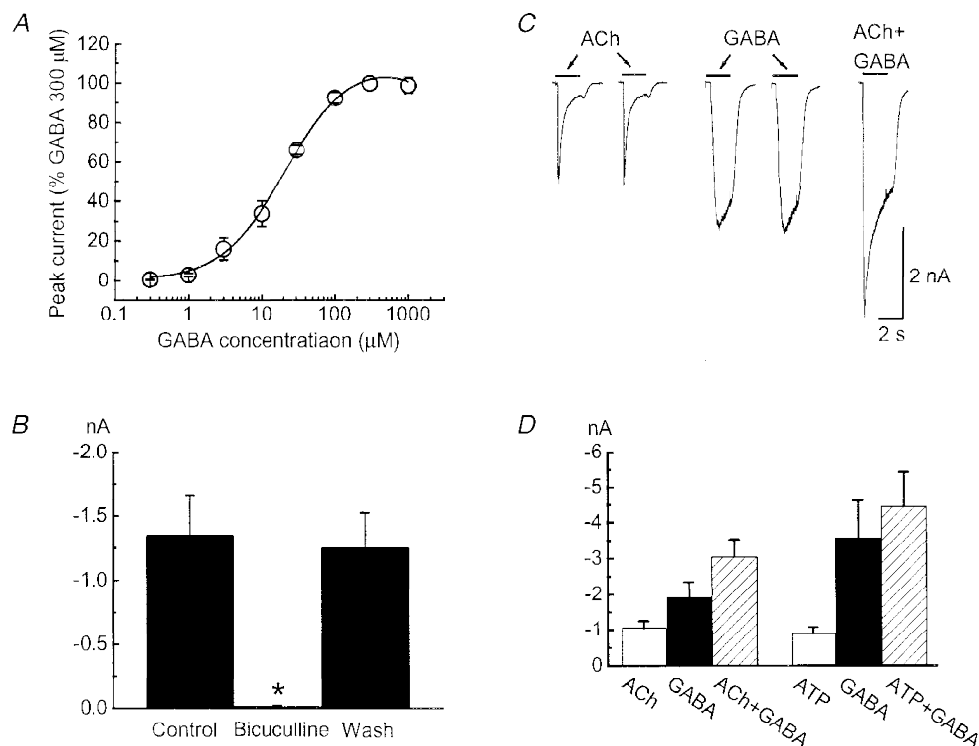 A
Peak current (% GABA 300 μM)
120
100
80
60
40
20
0
0.1
1
10
100
1000
GABA concentratiaon (μM)
C
ACh
GABA
ACh+
GABA
2 nA
2 s
B
nA
-2.0
-1.5
-1.0
-0.5
0.0
*
Control
Bicuculline
Wash
D
nA
-6
-5
-4
-3
-2
-1
0
ACh
GABA
ACh+GABA
ATP
GABA
ATP+GABA